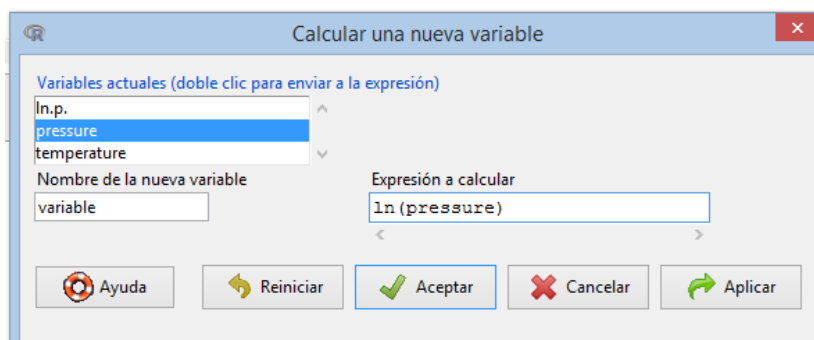 Calcular una nueva variable
Variables actuales (doble clic para enviar a la expresión)
ln.p.
pressure
temperature
Nombre de la nueva variable
Expresión a calcular
variable
ln(pressure)
Ayuda
Reiniciar
Aceptar
Cancelar
Aplicar